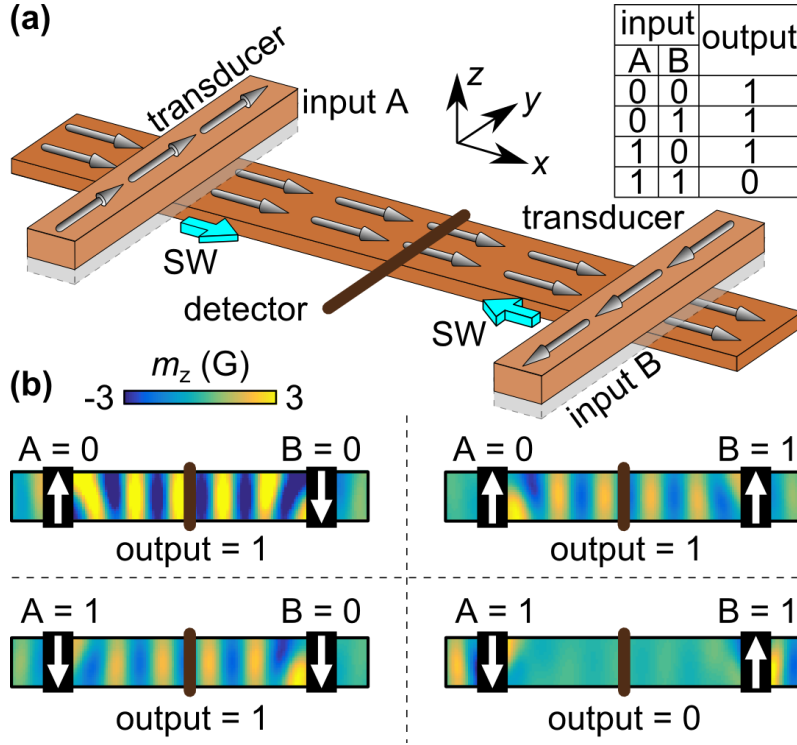 (a)
transducer
input A
z
y
x
input output
A B
0 0 1
0 1 1
1 0 1
1 1 0
transducer
SW
detector
SW
input B
(b)
m_z (G)
-3 3
A = 0 B = 0
output = 1
A = 0 B = 1
output = 1
A = 1 B = 0
output = 1
A = 1 B = 1
output = 0